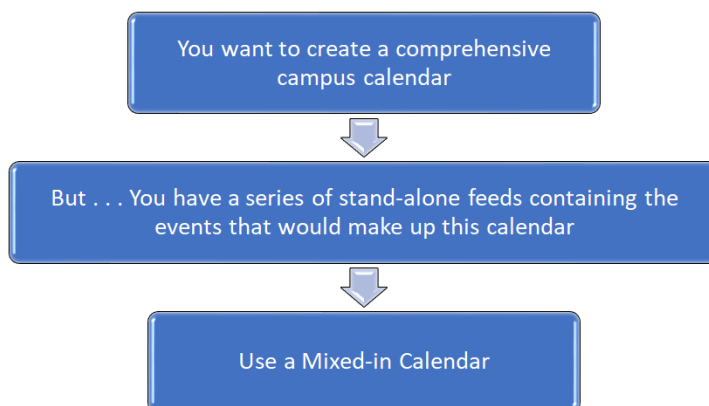 You want to create a comprehensive
campus calendar
But . . . You have a series of stand-alone feeds containing the
events that would make up this calendar
Use a Mixed-in Calendar